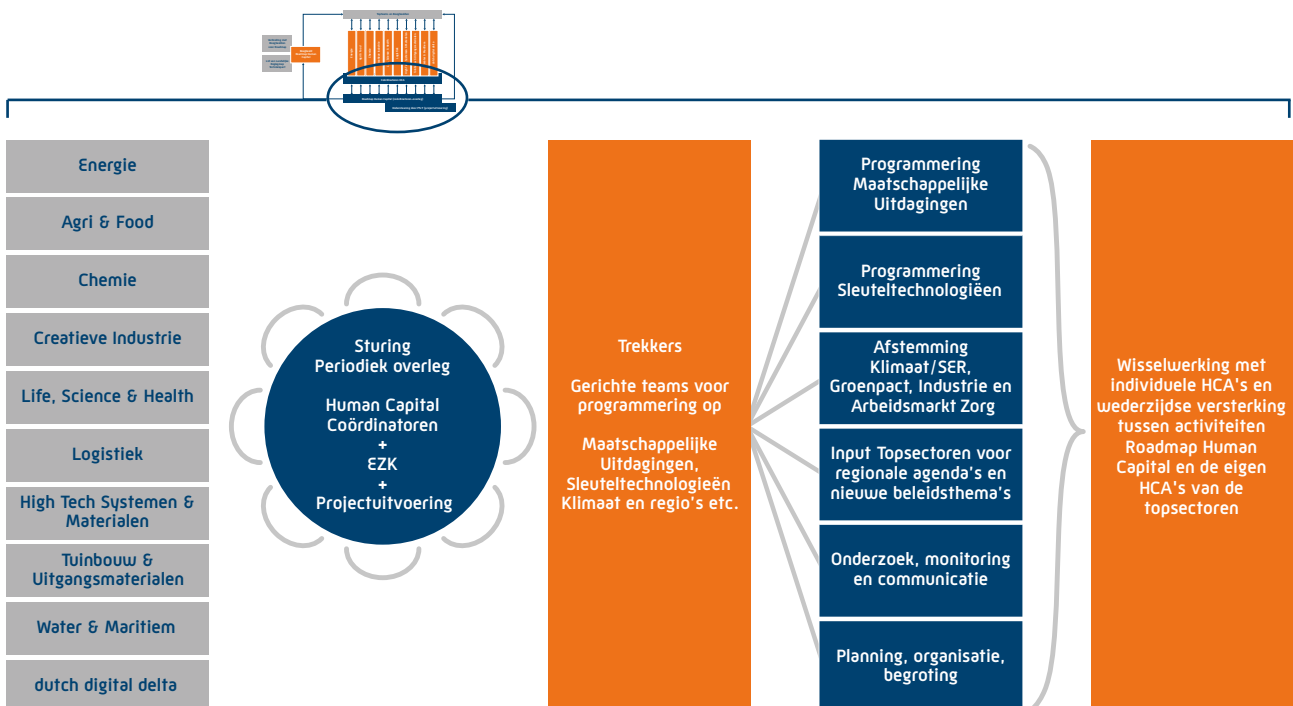 Energie
Agri & Food
Chemie
Creatieve Industrie
Life, Science & Health
Logistiek
High Tech Systemen &
Materialen
Tuinbouw &
Uitgangsmaterialen
Water & Maritiem
dutch digital delta
Sturing
Periodiek overleg
Human Capital
Coördinatoren
+
EZK
+
Projectuitvoering
Trekkers
Gerichte teams voor
programmering op
Maatschappelijke
Uitdagingen,
Sleuteltechnologieën
Klimaat en regio's etc.
Programmering
Maatschappelijke
Uitdagingen
Programmering
Sleuteltechnologiëen
Afstemming
Klimaat/SER,
Groenpact, Industrie en
Arbeidsmarkt Zorg
Input Topsectoren voor
regionale agenda's en
nieuwe beleidsthema's
Onderzoek, monitoring
en communicatie
Planning, organisatie,
begroting
Wisselwerking met
individuele HCA's en
wederzijdse versterking
tussen activiteiten
Roadmap Human
Capital en de eigen
HCA's van de
topsectoren